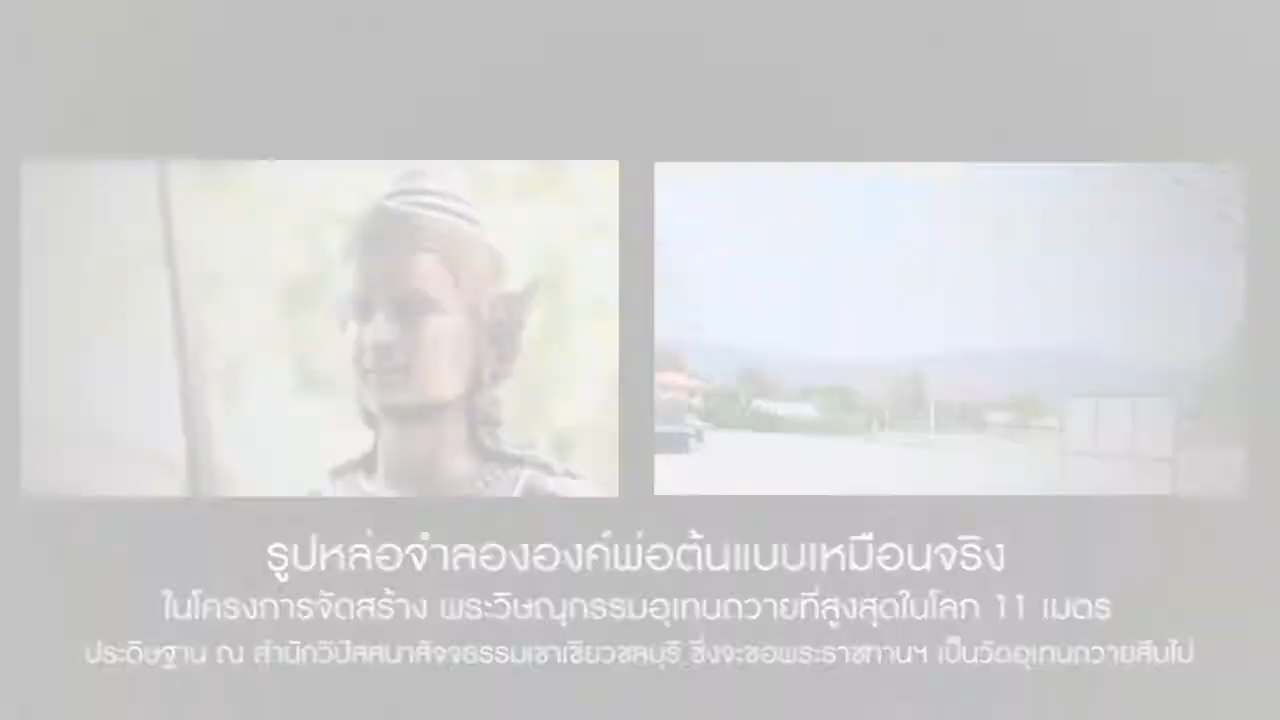 รูปหล่อจำลององค์พ่อต้นแบบเหมือนจริง
ในโครงการจัดสร้าง พระวิษณุกรรมอุเทนถวายที่สูงสุดในโลก 11 เมตร
ประดิษฐาน ณ สำนักวิปัสสนาสัจจธรรมเขาเขียวชลบุรี ซึ่งจะขอพระราชทานฯ เป็นวัดอุเทนถวายสืบไป